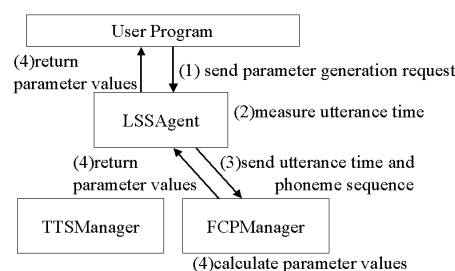 User Program
(4)return
parameter values
(1) send parameter generation request
LSSAgent
(2)measure utterance time
(4)return
parameter values
(3)send utterance time and
phoneme sequence
TTSManager
FCPManager
(4)calculate parameter values